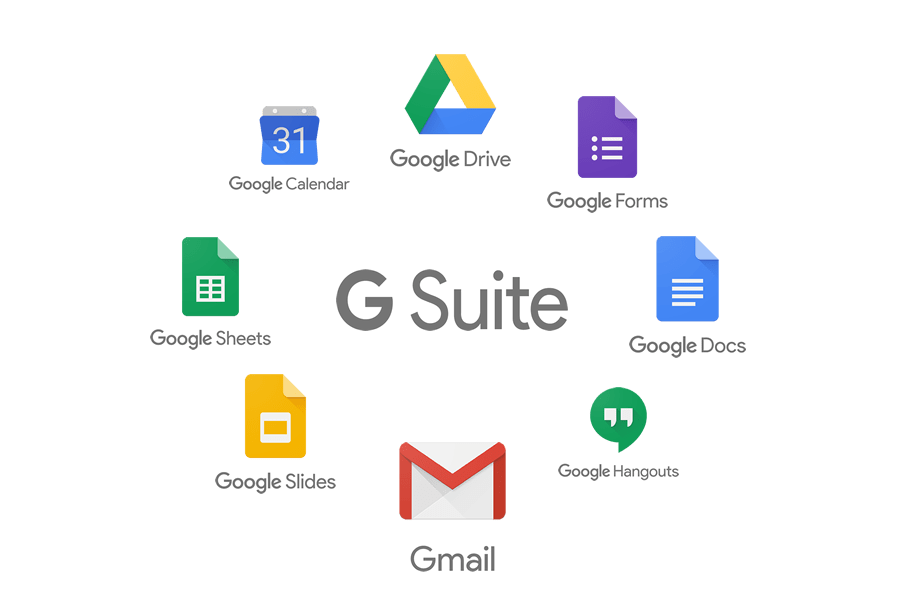 Google Drive
31
Google Calendar
Google Forms
G Suite
Google Sheets
Google Docs
Google Hangouts
Google Slides
Gmail